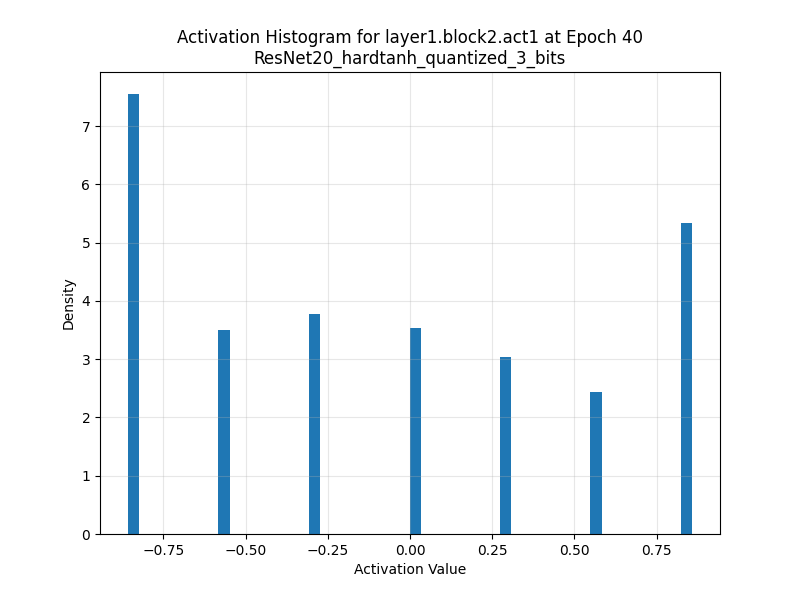 Activation Histogram for layer1.block2.act1 at Epoch 40
ResNet20_hardtanh_quantized_3_bits
Density
7
6
5
4
3
2
1
0
−0.75 −0.50 −0.25 0.00 0.25 0.50 0.75
Activation Value